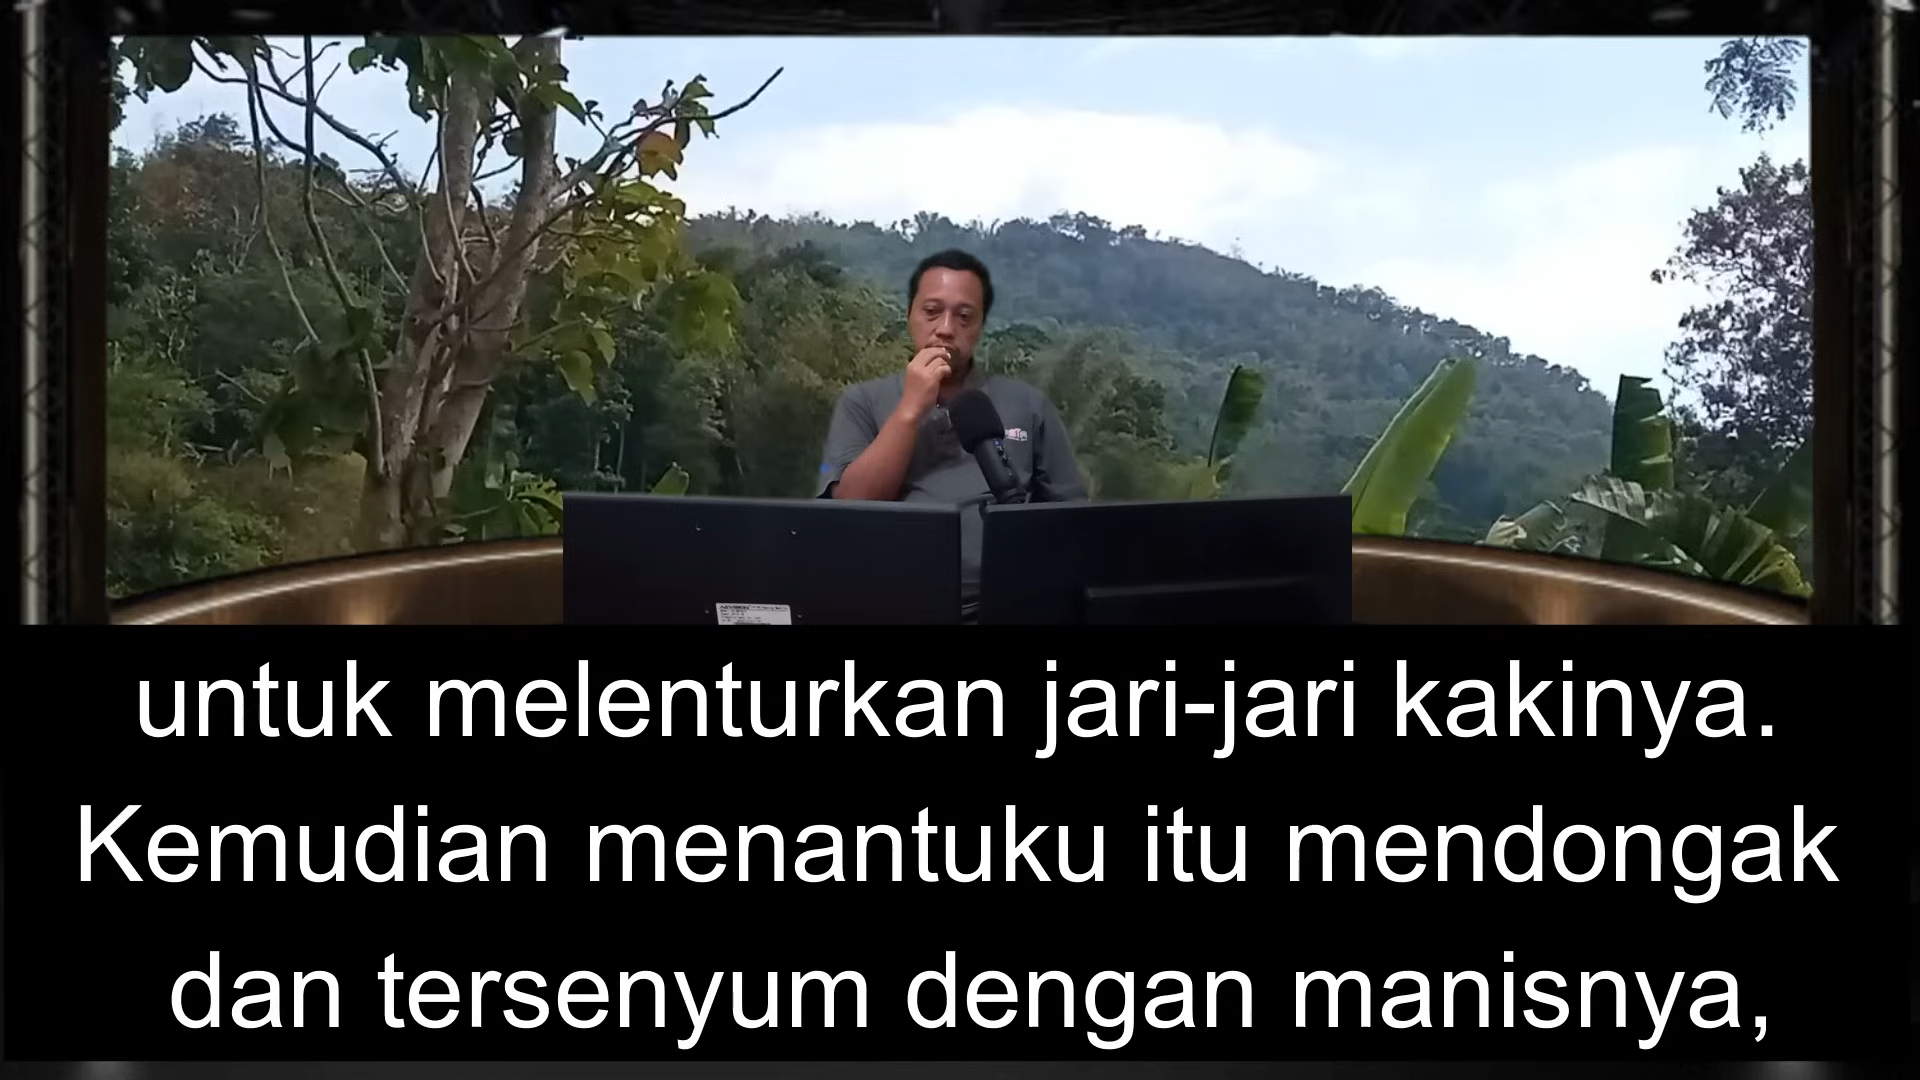 untuk melenturkan jari-jari kakinya.
Kemudian menantuku itu mendongak
dan tersenyum dengan manisnya,